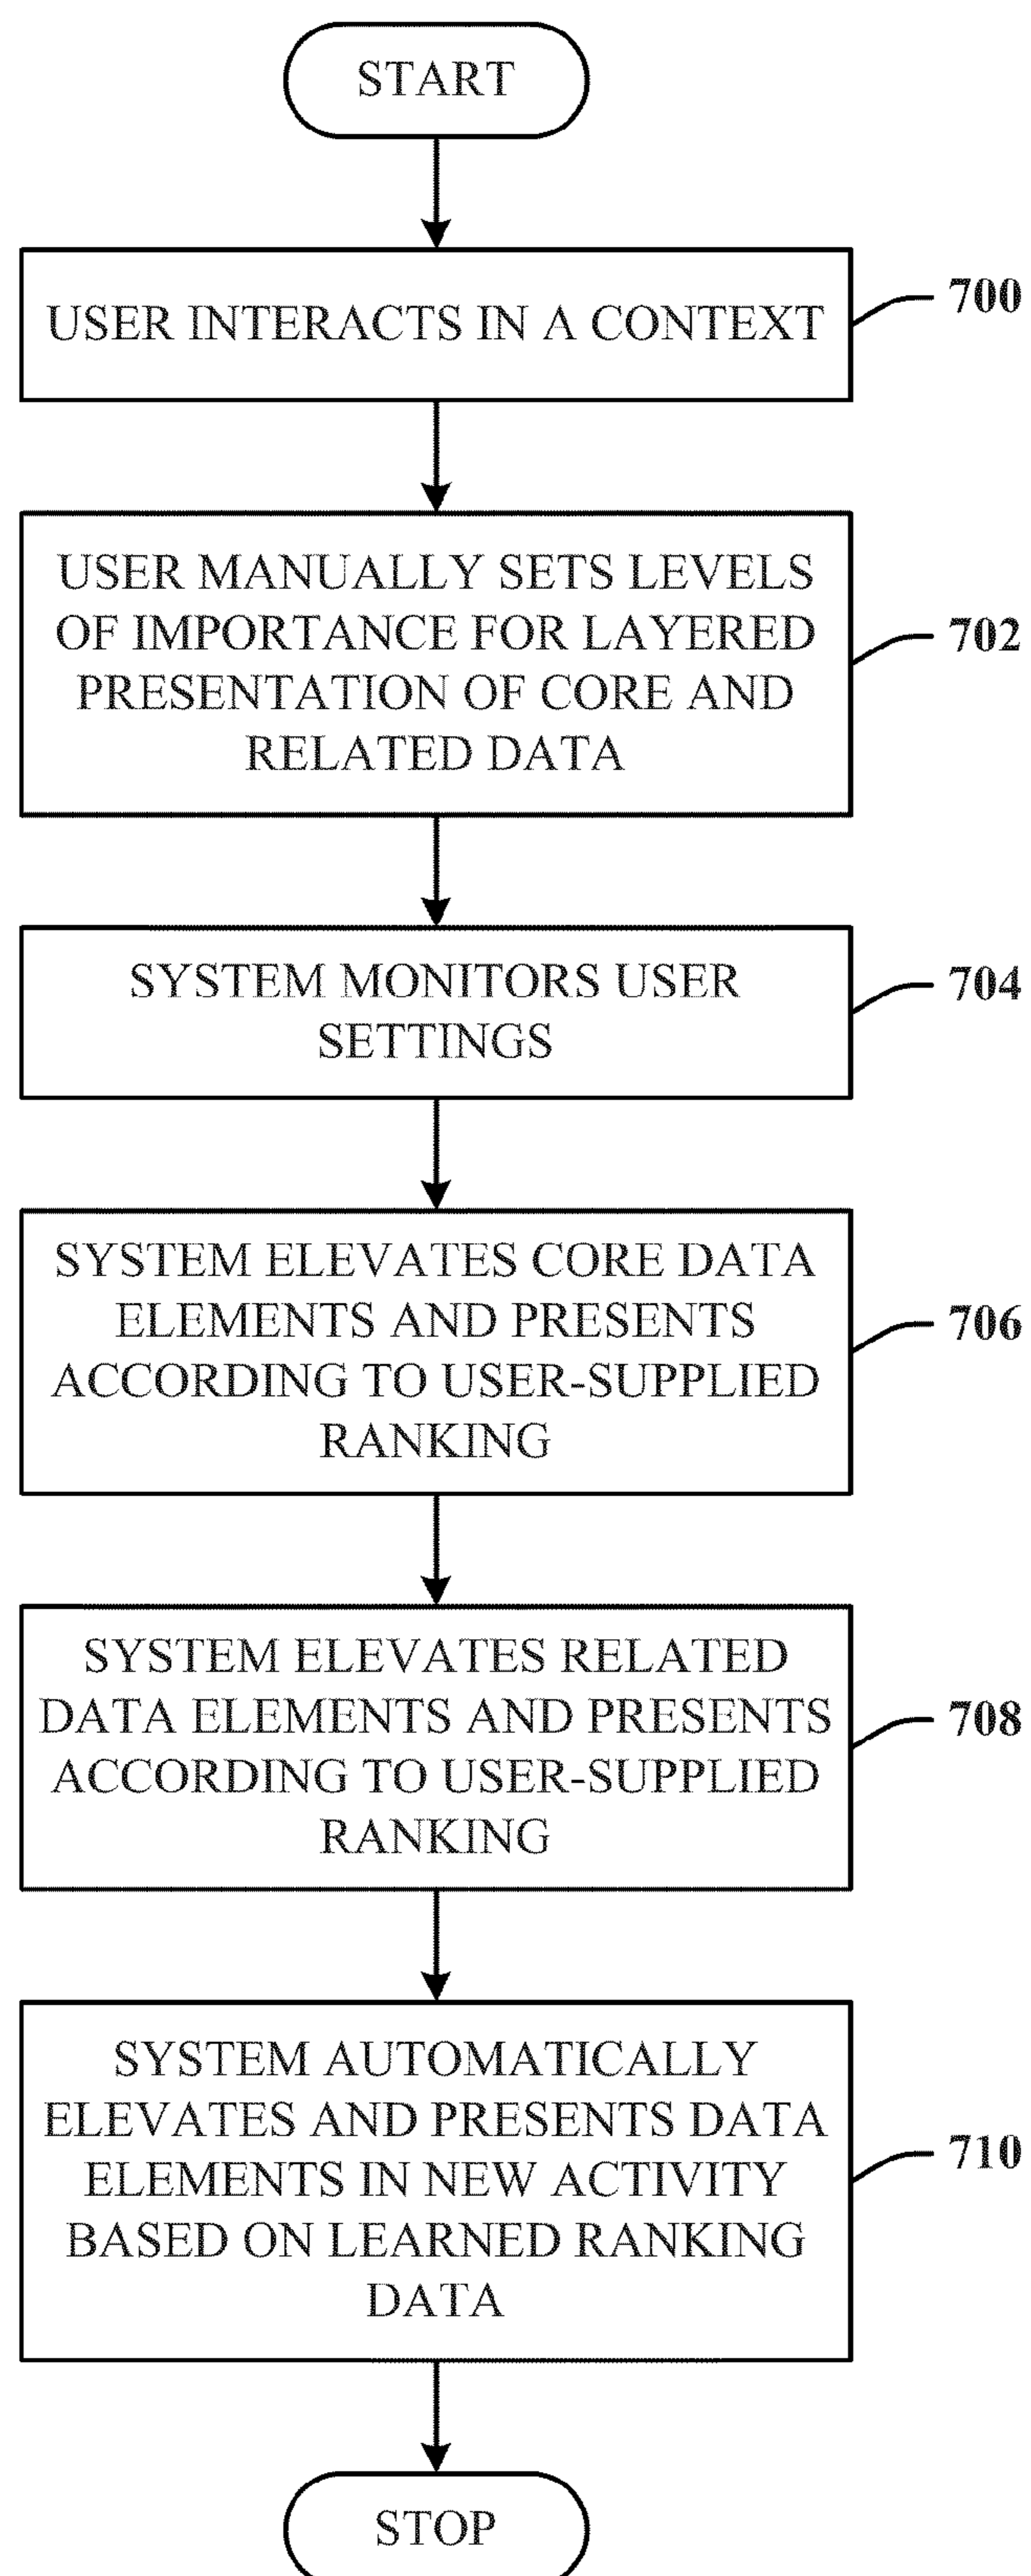 START
USER INTERACTS IN A CONTEXT
700
USER MANUALLY SETS LEVELS
OF IMPORTANCE FOR LAYERED
PRESENTATION OF CORE AND
RELATED DATA
702
SYSTEM MONITORS USER
SETTINGS
704
SYSTEM ELEVATES CORE DATA
ELEMENTS AND PRESENTS
ACCORDING TO USER-SUPPLIED
RANKING
706
SYSTEM ELEVATES RELATED
DATA ELEMENTS AND PRESENTS
ACCORDING TO USER-SUPPLIED
RANKING
708
SYSTEM AUTOMATICALLY
ELEVATES AND PRESENTS DATA
ELEMENTS IN NEW ACTIVITY
BASED ON LEARNED RANKING
DATA
710
STOP